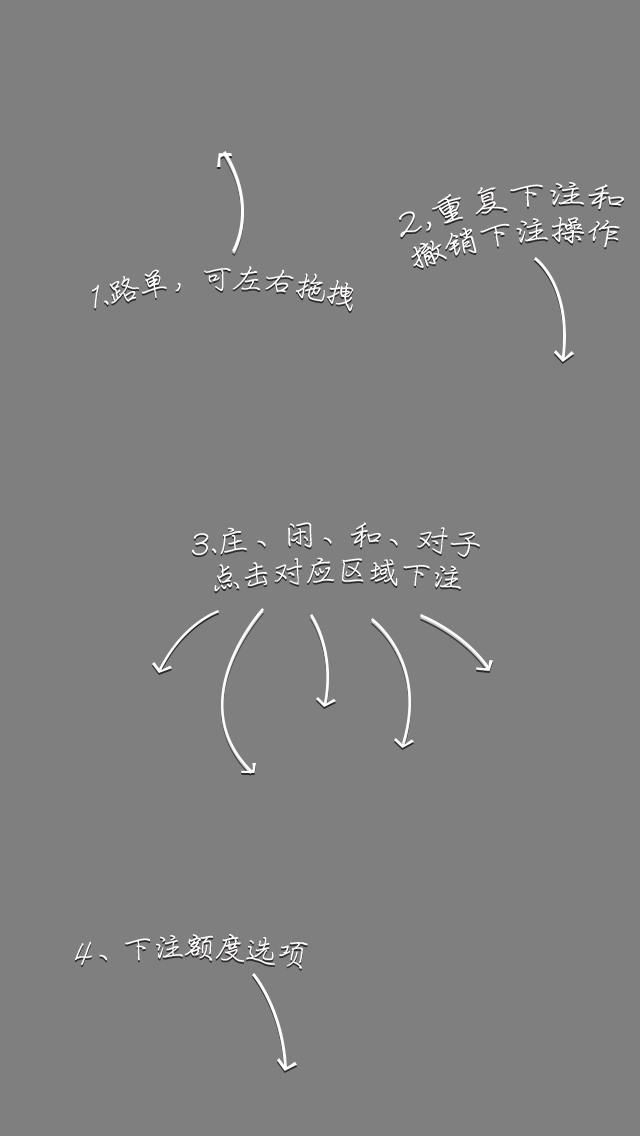 1.路单，可左右拖拽
2,重复下注和
撤销下注操作
3.庄、闲、和、对子
点击对应区域下注
4、下注额度选项